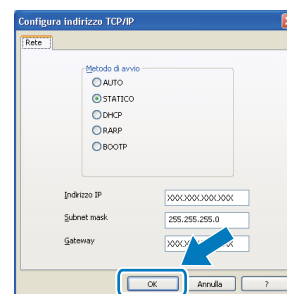 Configura indirizzo TCP/IP
Rete
Metodo di avvio
AUTO
STATICO
DHCP
RARP
BOOTP
Indirizzo IP XXX.XXX.XXX.XXX
Subnet mask 255.255.255.0
Gateway
OK Annulla ?